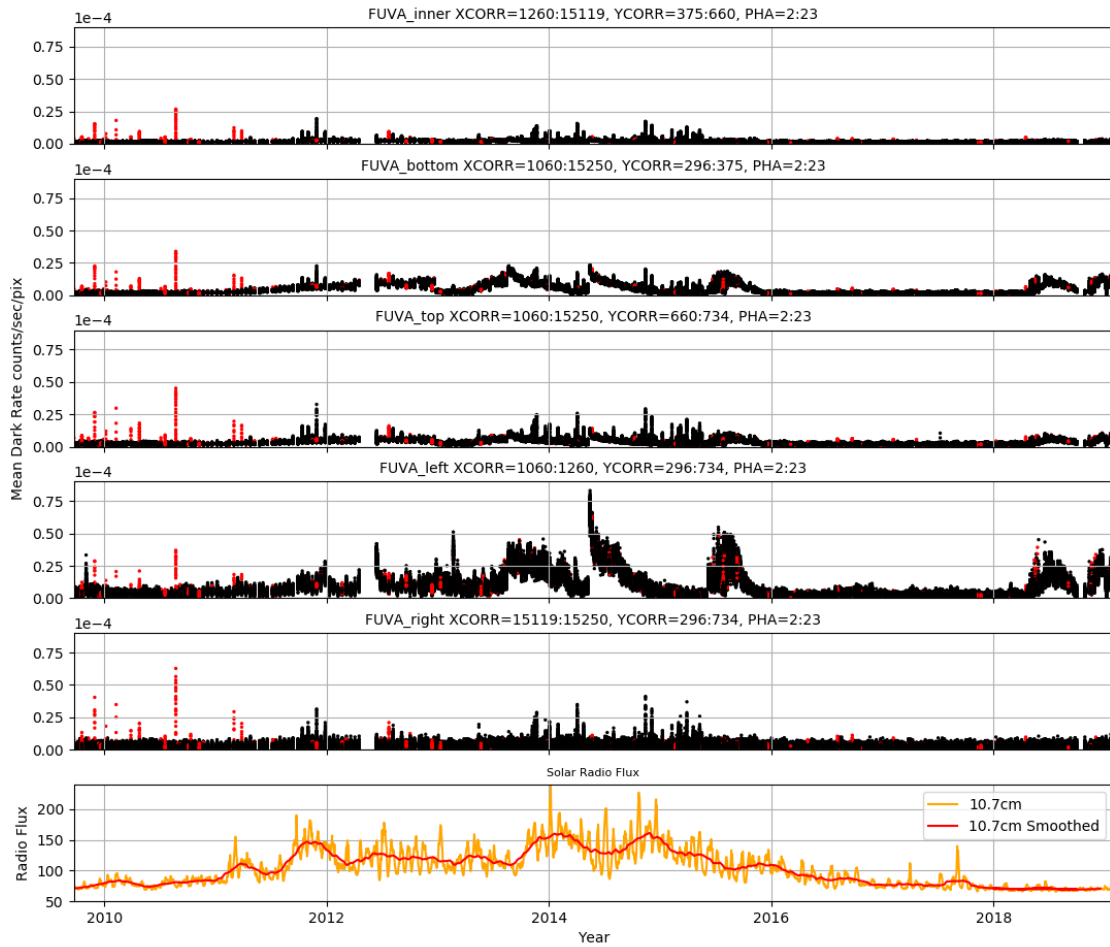 FUVA_inner XCORR=1260:15119, YCORR=375:660, PHA=2:23
1e−4
0.75
0.50
0.25
0.00
FUVA_bottom XCORR=1060:15250, YCORR=296:375, PHA=2:23
1e−4
0.75
0.50
0.25
0.00
FUVA_top XCORR=1060:15250, YCORR=660:734, PHA=2:23
1e−4
0.75
0.50
0.25
0.00
Mean Dark Rate counts/sec/pix
FUVA_left XCORR=1060:1260, YCORR=296:734, PHA=2:23
1e−4
0.75
0.50
0.25
0.00
FUVA_right XCORR=15119:15250, YCORR=296:734, PHA=2:23
1e−4
0.75
0.50
0.25
0.00
Solar Radio Flux
Radio Flux
200
150
100
50
10.7cm
10.7cm Smoothed
2010 2012 2014 2016 2018
Year